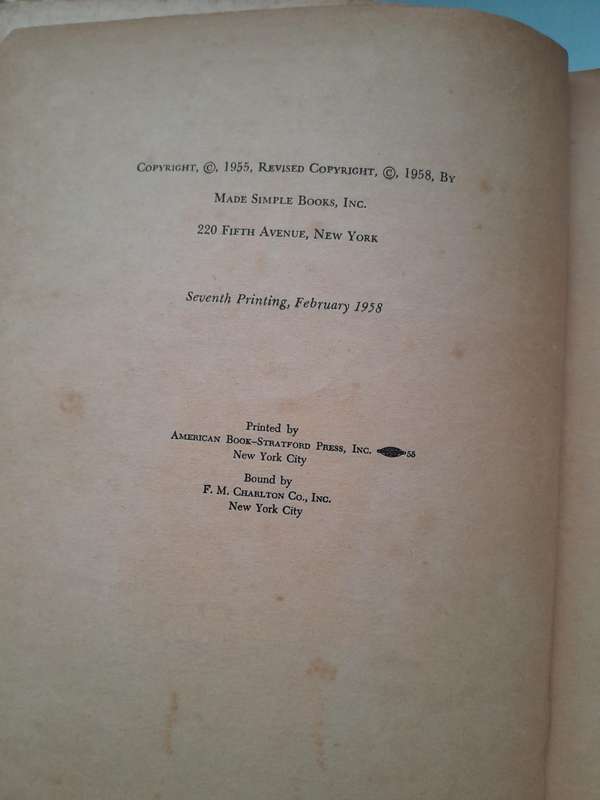 Copyright, ©, 1955, Revised Copyright, ©, 1958, By
Made Simple Books, Inc.
220 Fifth Avenue, New York
Seventh Printing, February 1958
Printed by
American Book–Stratford Press, Inc. 55
New York City
Bound by
F. M. Charlton Co., Inc.
New York City